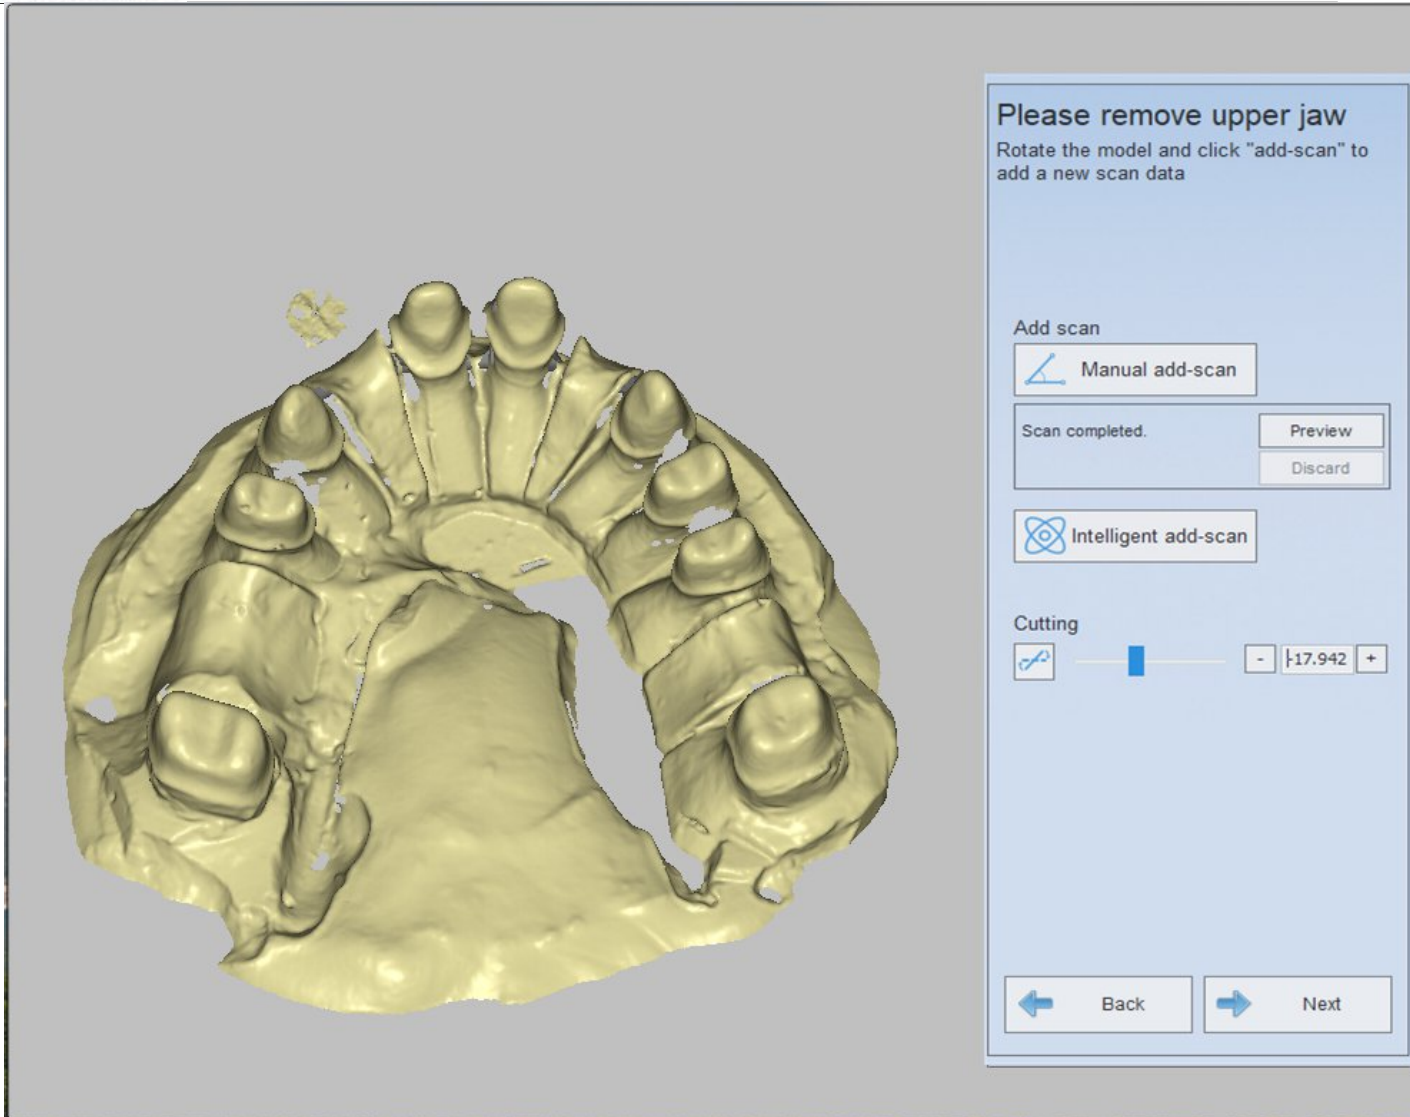 Please remove upper jaw
Rotate the model and click "add-scan" to
add a new scan data
Add scan
Manual add-scan
Scan completed.
Preview
Discard
Intelligent add-scan
Cutting
- -17.942 +
Back
Next